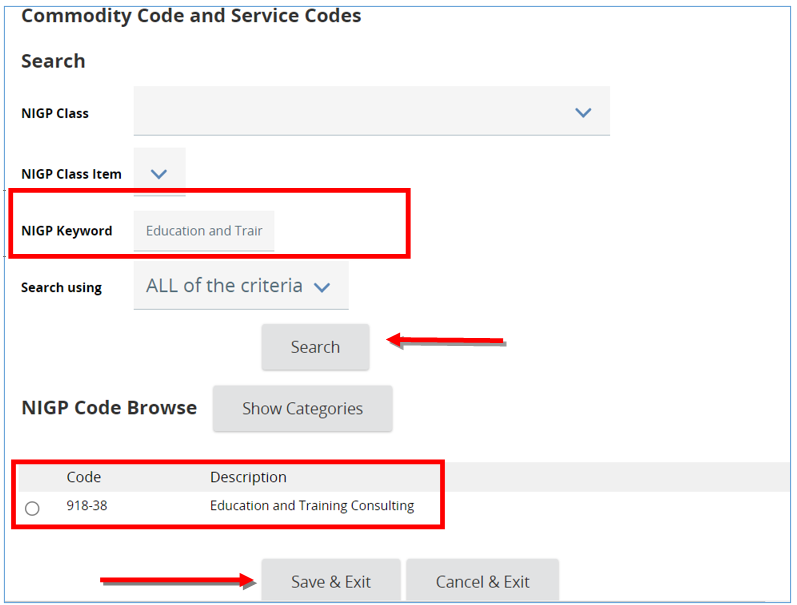 Commodity Code and Service Codes
Search
NIGP Class
NIGP Class Item
NIGP Keyword Education and Trair
Search using ALL of the criteria
Search
NIGP Code Browse Show Categories
Code Description
918-38 Education and Training Consulting
Save & Exit Cancel & Exit